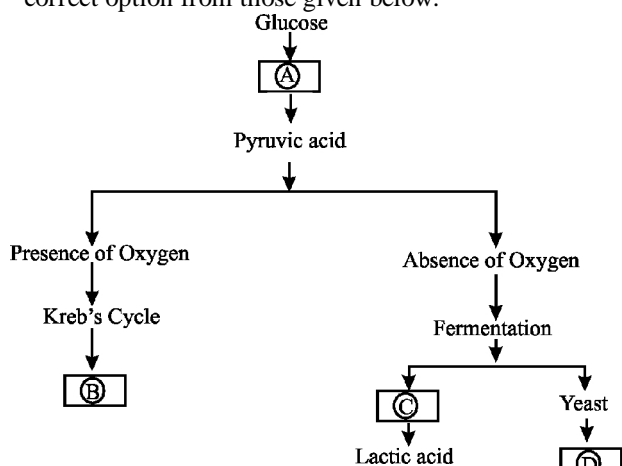 correct option from those given below.
Glucose
A
Pyruvic acid
Presence of Oxygen
Absence of Oxygen
Kreb's Cycle
Fermentation
B
C
Yeast
Lactic acid
D